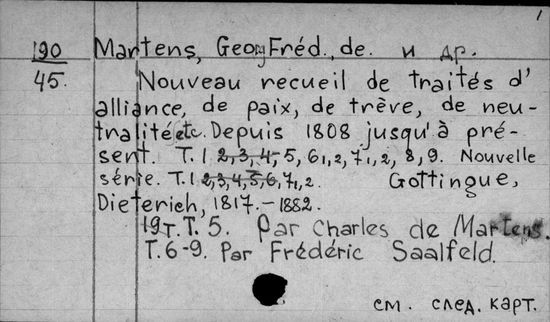 1
190 Martens, Georg Fréd., de. и др.
45. Nouveau recueil de traités d'
alliance, de paix, de trève, de neu-
tralité etc. Depuis 1808 jusqu'à pré-
sent. T. 1 2, 3, 4, 5, 6 1, 2, 7 1, 2, 8, 9. Nouvelle
série. T. 1 2, 3, 4, 5, 6, 7 1, 2. Gottingue,
Dieterich, 1817.-1882.
T. 5. Par Charles de Martens.
T. 6-9. Par Frédéric Saalfeld.
см. след. карт.